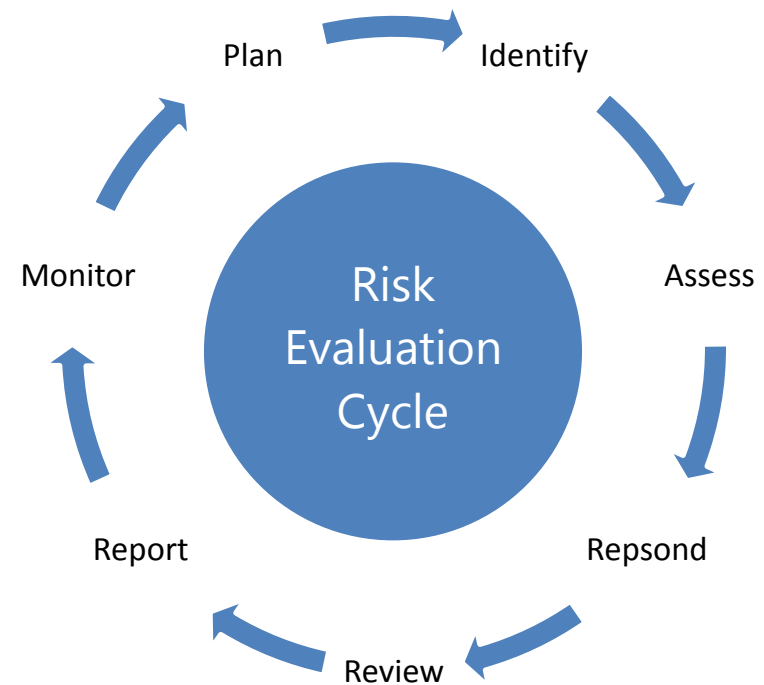 Plan
Identify
Assess
Repsond
Review
Report
Monitor
Risk
Evaluation
Cycle